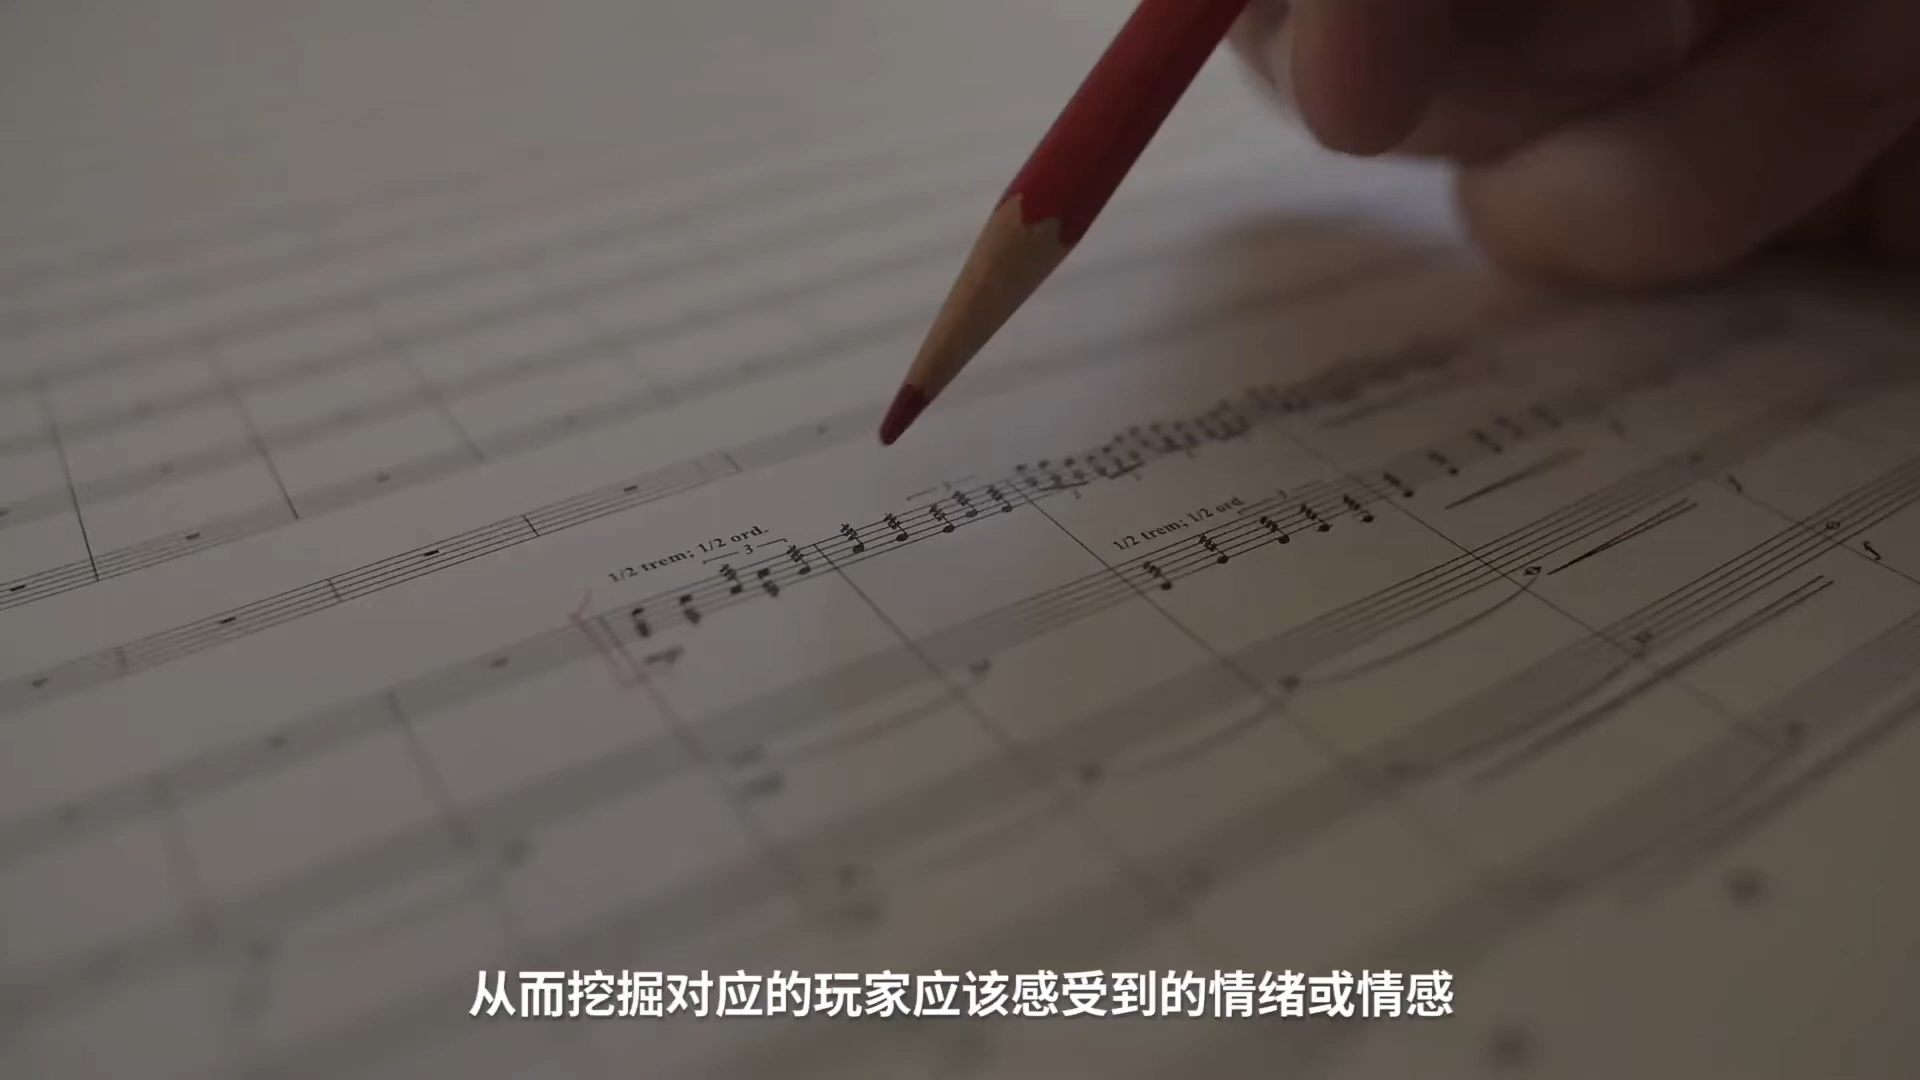 1/2 trem; 1/2 ord.
3
1/2 trem; 1/2 ord.
3
从而挖掘对应的玩家应该感受到的情绪或情感